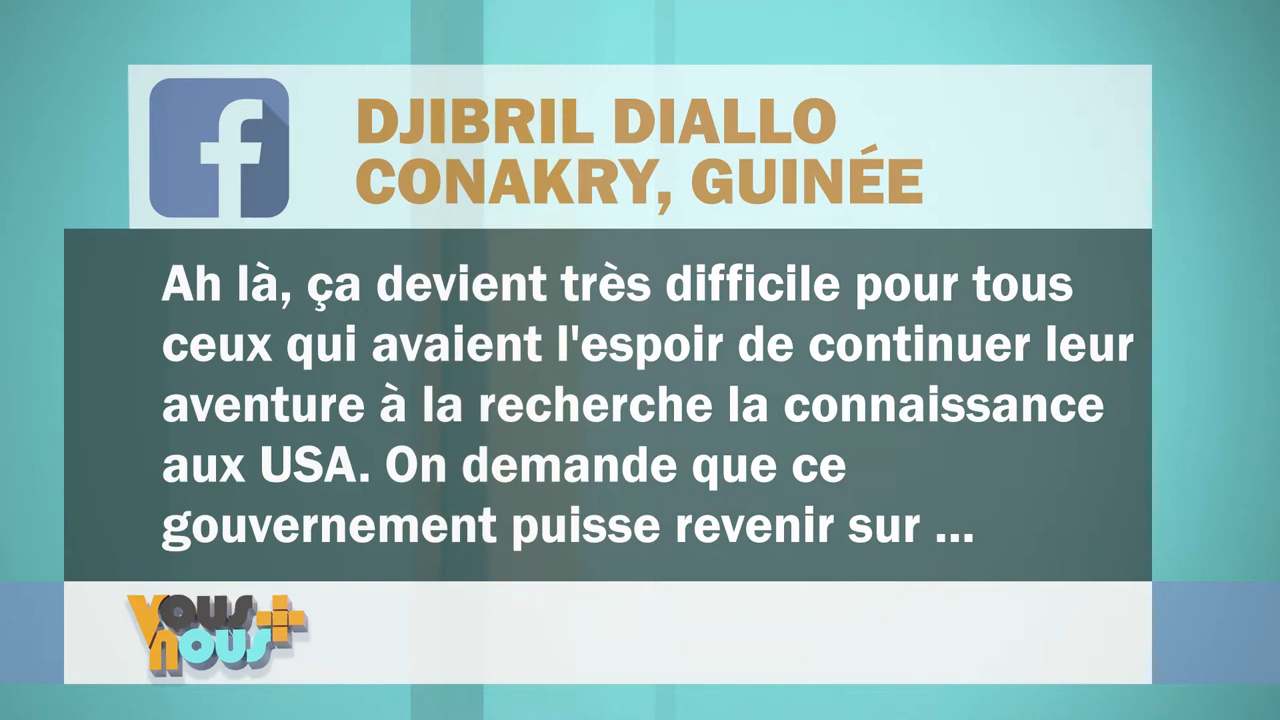 DJIBRIL DIALLO
CONAKRY, GUINÉE
Ah là, ça devient très difficile pour tous
ceux qui avaient l'espoir de continuer leur
aventure à la recherche la connaissance
aux USA. On demande que ce
gouvernement puisse revenir sur ...
VOUS
nous